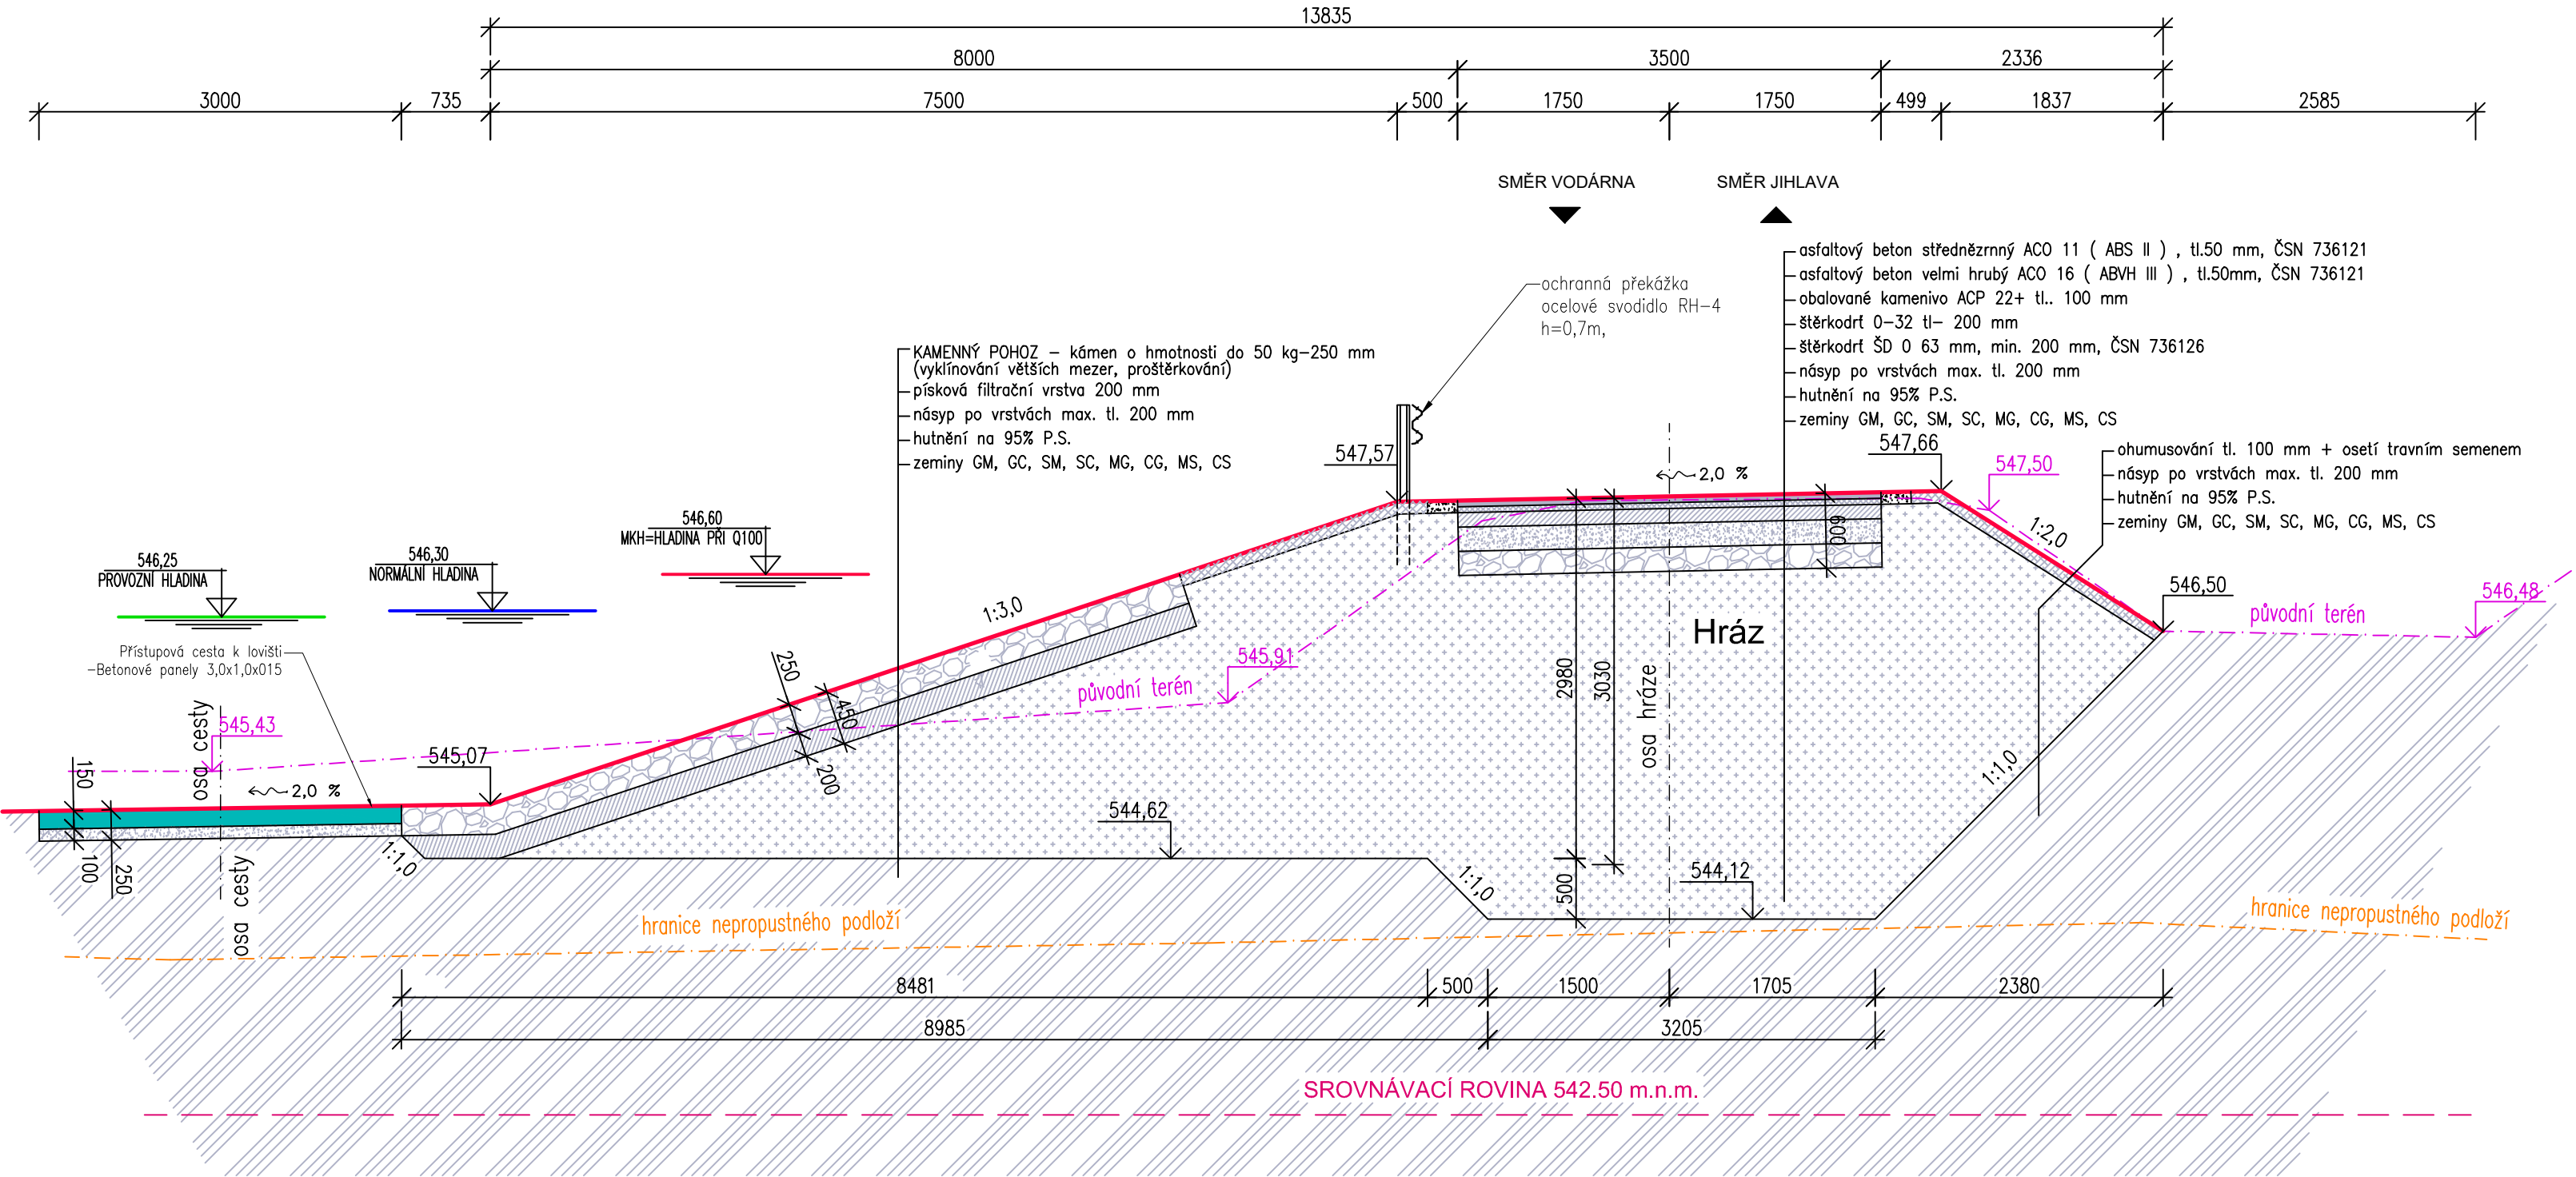 13835
8000
3500
2336
3000
735
7500
500
1750
1750
499
1837
2585
SMĚR VODÁRNA
SMĚR JIHLAVA
asfaltový beton střednězrnný ACO 11 ( ABS II ) , tl.50 mm, ČSN 736121
asfaltový beton velmi hrubý ACO 16 ( ABVH III ) , tl.50mm, ČSN 736121
obalované kamenivo ACP 22+ tl.. 100 mm
štěrkodrť 0-32 tl- 200 mm
štěrkodrť ŠD 0 63 mm, min. 200 mm, ČSN 736126
násyp po vrstvách max. tl. 200 mm
hutnění na 95% P.S.
zeminy GM, GC, SM, SC, MG, CG, MS, CS
ochranná překážka
ocelové svodidlo RH-4
h=0,7m,
KAMENNÝ POHOZ - kámen o hmotnosti do 50 kg-250 mm
(vyklínování větších mezer, proštěrkování)
písková filtrační vrstva 200 mm
násyp po vrstvách max. tl. 200 mm
hutnění na 95% P.S.
zeminy GM, GC, SM, SC, MG, CG, MS, CS
547,57
2,0 %
547,66
547,50
ohumusování tl. 100 mm + osetí travním semenem
násyp po vrstvách max. tl. 200 mm
hutnění na 95% P.S.
zeminy GM, GC, SM, SC, MG, CG, MS, CS
546,25
PROVOZNÍ HLADINA
546,30
NORMÁLNÍ HLADINA
546,60
MKH=HLADINA PŘI Q100
600
1:2,0
1:3,0
546,50
546,48
původní terén
Hráz
Přístupová cesta k lovišti
-Betonové panely 3,0x1,0x015
545,43
osa cesty
545,07
250
450
200
původní terén
545,91
2980
3030
osa hráze
1:1,0
150
2,0 %
100
250
1:1,0
osa cesty
544,62
1:1,0
500
544,12
hranice nepropustného podloží
hranice nepropustného podloží
8481
500
1500
1705
2380
8985
3205
SROVNÁVACÍ ROVINA 542.50 m.n.m.